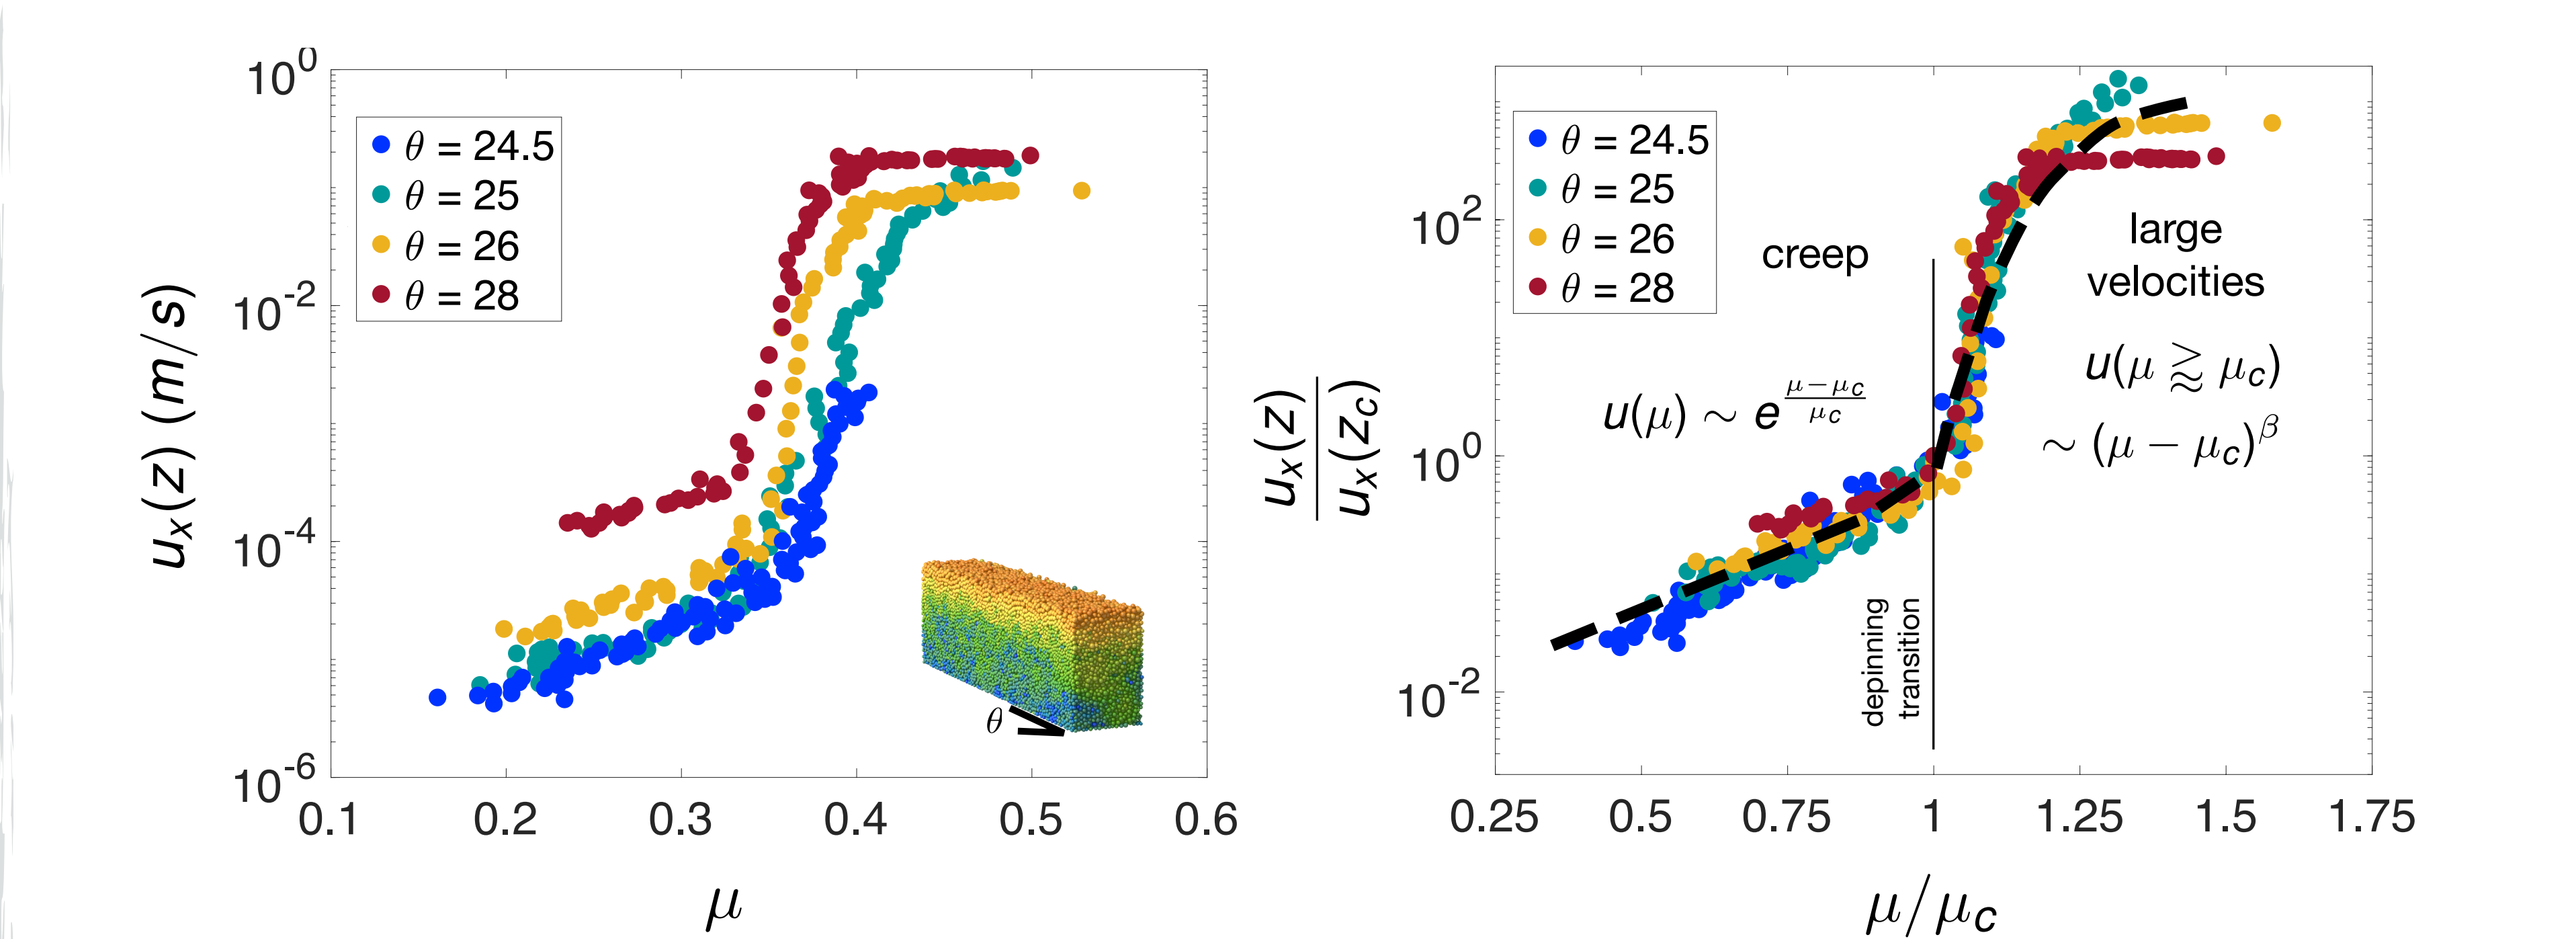 10^0
10^-2
10^-4
10^-6
u_x(z) (m/s)
θ = 24.5
θ = 25
θ = 26
θ = 28
θ
0.1 0.2 0.3 0.4 0.5 0.6
μ
10^2
10^0
10^-2
u_x(z)
u_x(z_c)
θ = 24.5
θ = 25
θ = 26
θ = 28
creep
u(μ) ∼ e^{(μ−μ_c)/μ_c}
large
velocities
u(μ ⪆ μ_c)
∼ (μ − μ_c)^β
depinning
transition
0.25 0.5 0.75 1 1.25 1.5 1.75
μ/μ_c